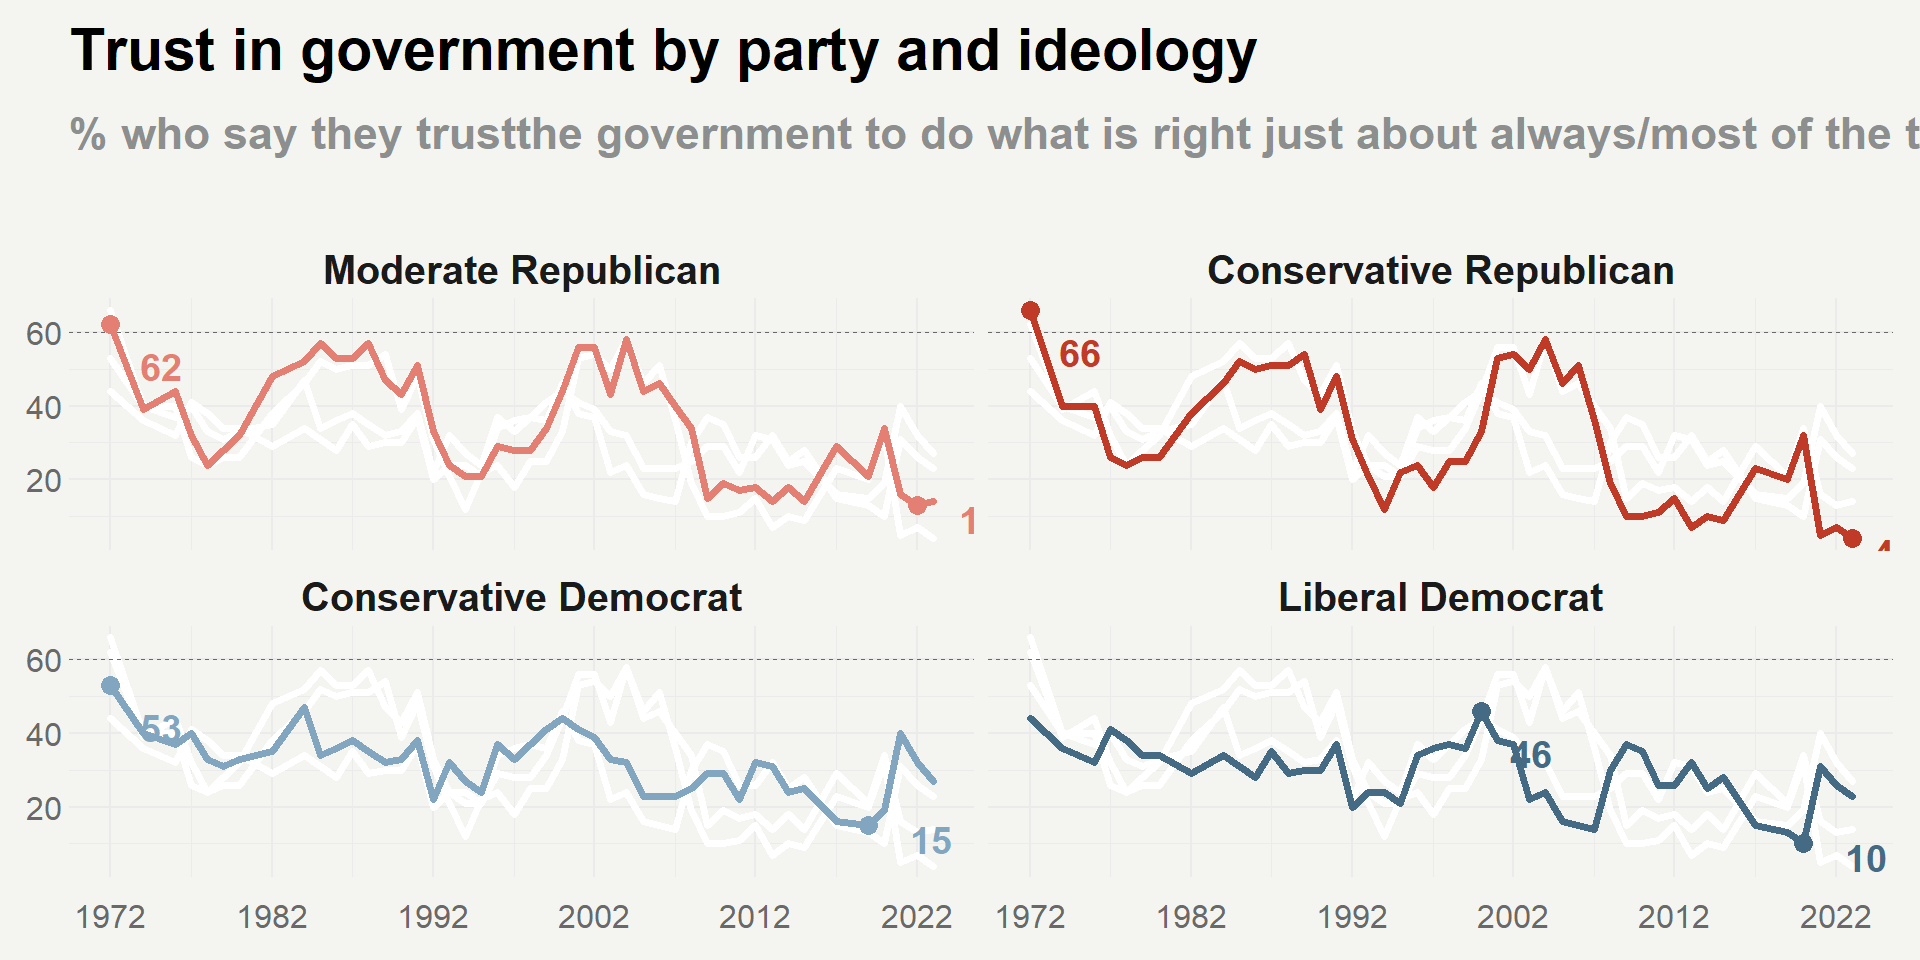 Trust in government by party and ideology
% who say they trustthe government to do what is right just about always/most of the t
Moderate Republican
Conservative Republican
60
40
20
62
1
66
4
Conservative Democrat
Liberal Democrat
60
40
20
53
15
46
10
1972 1982 1992 2002 2012 2022 1972 1982 1992 2002 2012 2022